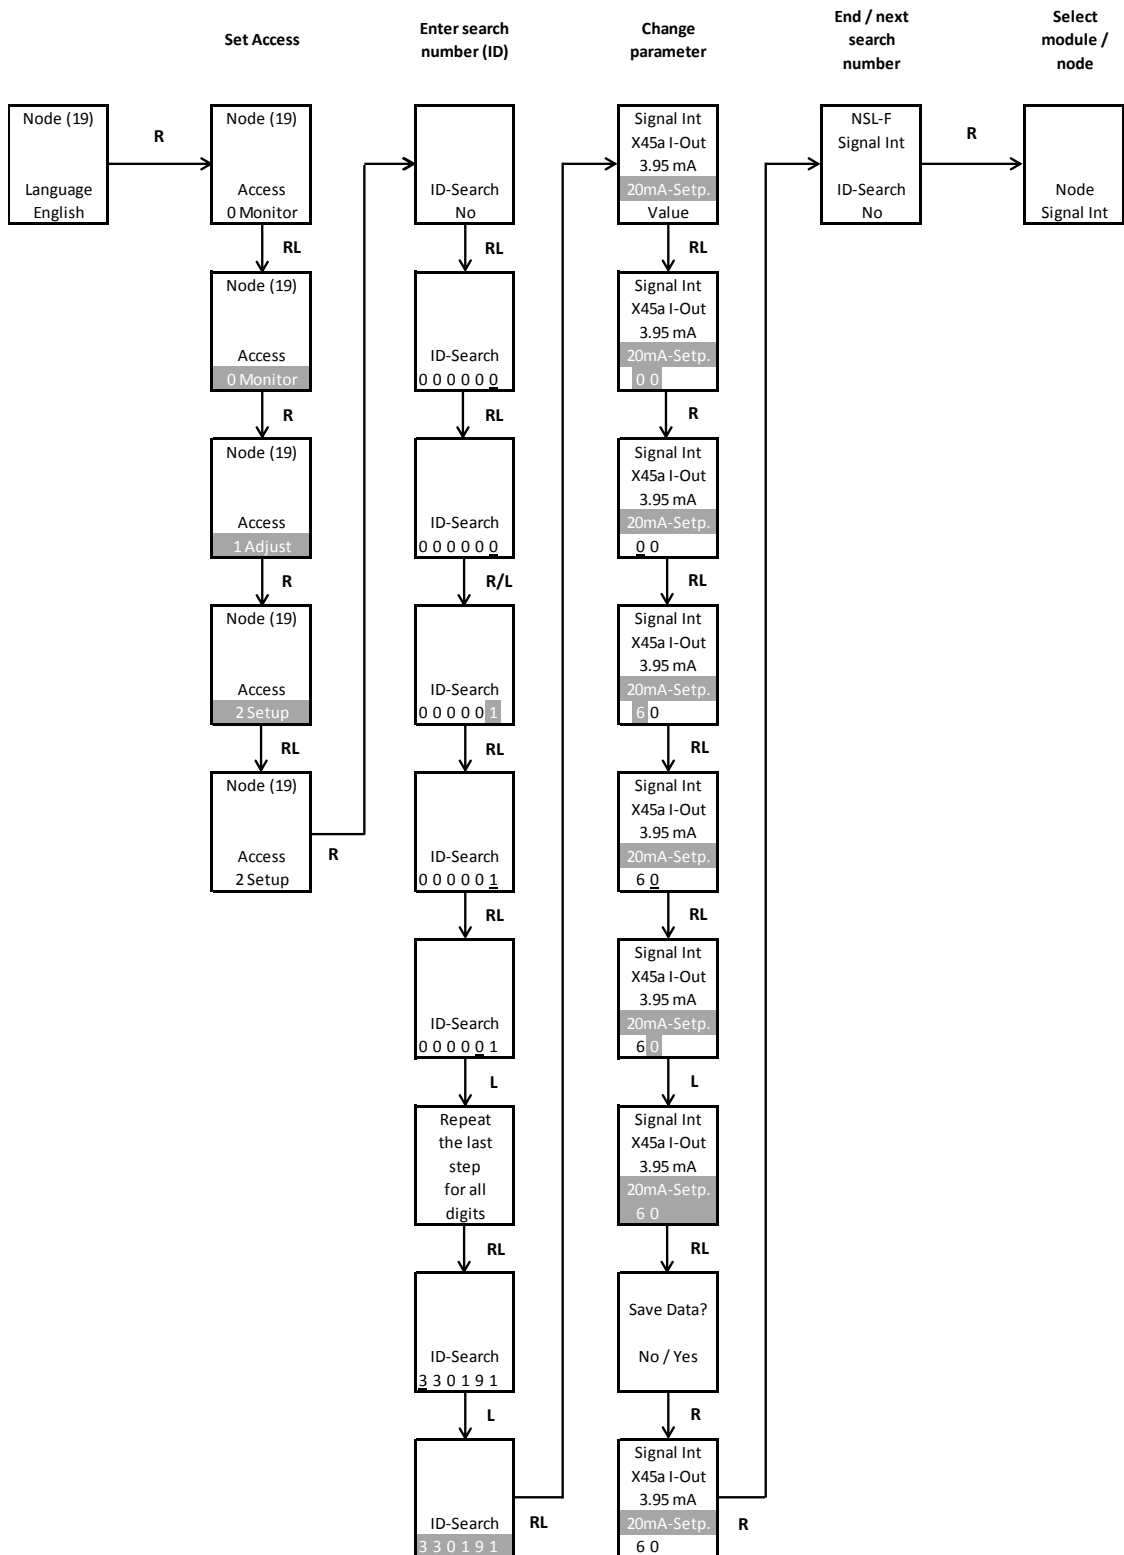 Set Access
Enter search
number (ID)
Change
parameter
End / next
search
number
Select
module /
node
Node (19)
Language
English
R
Node (19)
Access
0 Monitor
RL
Node (19)
Access
0 Monitor
R
Node (19)
Access
1 Adjust
R
Node (19)
Access
2 Setup
RL
Node (19)
Access
2 Setup
R
ID-Search
No
RL
ID-Search
0 0 0 0 0 0
RL
ID-Search
0 0 0 0 0 0
R/L
ID-Search
0 0 0 0 0 1
RL
ID-Search
0 0 0 0 0 1
RL
ID-Search
0 0 0 0 0 1
L
Repeat
the last
step
for all
digits
RL
ID-Search
3 3 0 1 9 1
L
ID-Search
3 3 0 1 9 1
RL
Signal Int
X45a I-Out
3.95 mA
20mA-Setp.
Value
RL
Signal Int
X45a I-Out
3.95 mA
20mA-Setp.
0 0
R
Signal Int
X45a I-Out
3.95 mA
20mA-Setp.
0 0
RL
Signal Int
X45a I-Out
3.95 mA
20mA-Setp.
6 0
RL
Signal Int
X45a I-Out
3.95 mA
20mA-Setp.
6 0
RL
Signal Int
X45a I-Out
3.95 mA
20mA-Setp.
6 0
L
Signal Int
X45a I-Out
3.95 mA
20mA-Setp.
6 0
RL
Save Data?
No / Yes
R
Signal Int
X45a I-Out
3.95 mA
20mA-Setp.
6 0
R
NSL-F
Signal Int
ID-Search
No
R
Node
Signal Int